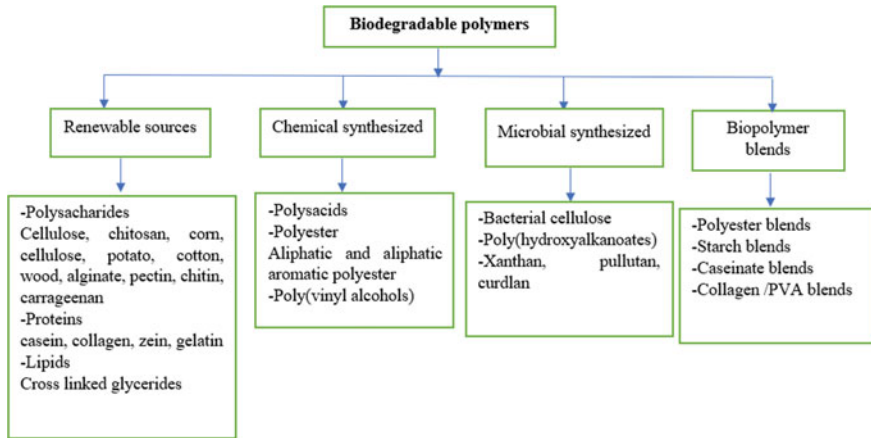 Biodegradable polymers
Renewable sources
Chemical synthesized
Microbial synthesized
Biopolymer
blends
-Polysacharides
Cellulose, chitosan, corn,
cellulose, potato, cotton,
wood, alginate, pectin, chitin,
carrageenan
-Proteins
casein, collagen, zein, gelatin
-Lipids
Cross linked glycerides
-Polysacids
-Polyester
Aliphatic and aliphatic
aromatic polyester
-Poly(vinyl alcohols)
-Bacterial cellulose
-Poly(hydroxyalkanoates)
-Xanthan, pullutan,
curdlan
-Polyester blends
-Starch blends
-Caseinate blends
-Collagen /PVA blends